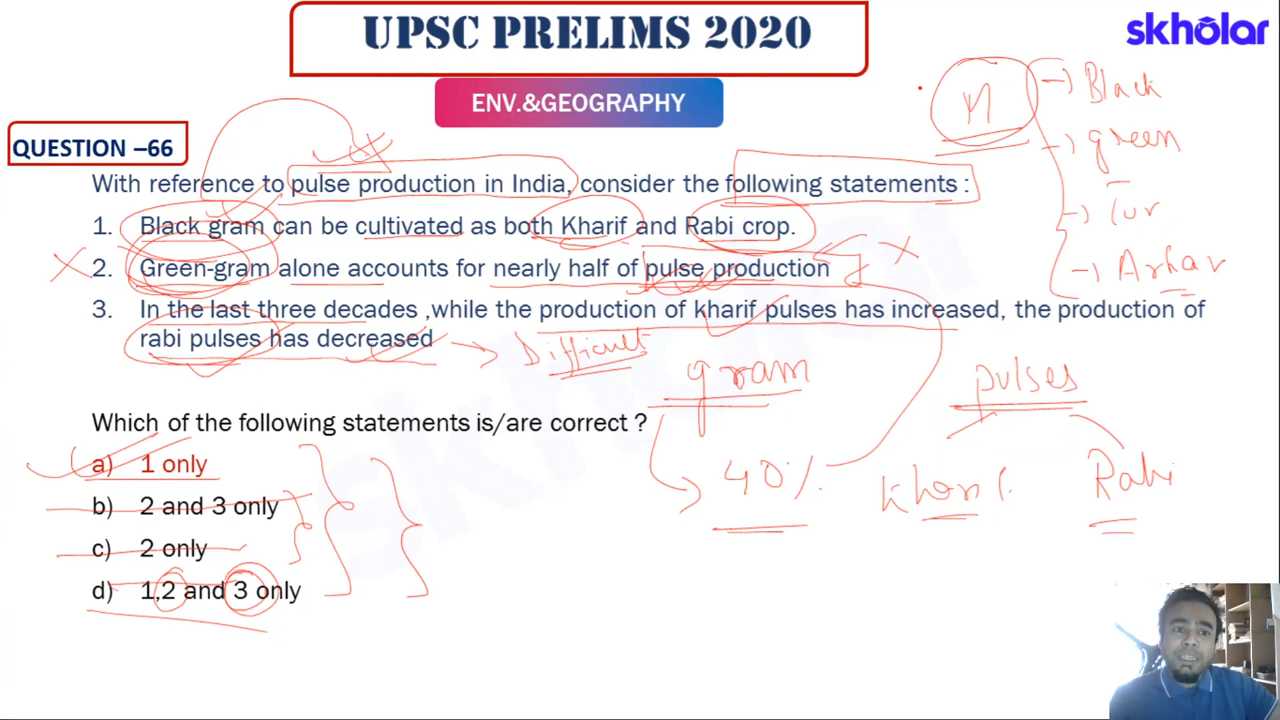 UPSC PRELIMS 2020
skholar
ENV.&GEOGRAPHY
QUESTION –66
With reference to pulse production in India, consider the following statements :
1. Black gram can be cultivated as both Kharif and Rabi crop.
2. Green-gram alone accounts for nearly half of pulse production
3. In the last three decades ,while the production of kharif pulses has increased, the production of
rabi pulses has decreased
Which of the following statements is/are correct ?
a) 1 only
b) 2 and 3 only
c) 2 only
d) 1,2 and 3 only
Black
green
Tur
Arhar
Difficult
gram
40%
pulses
Rabi